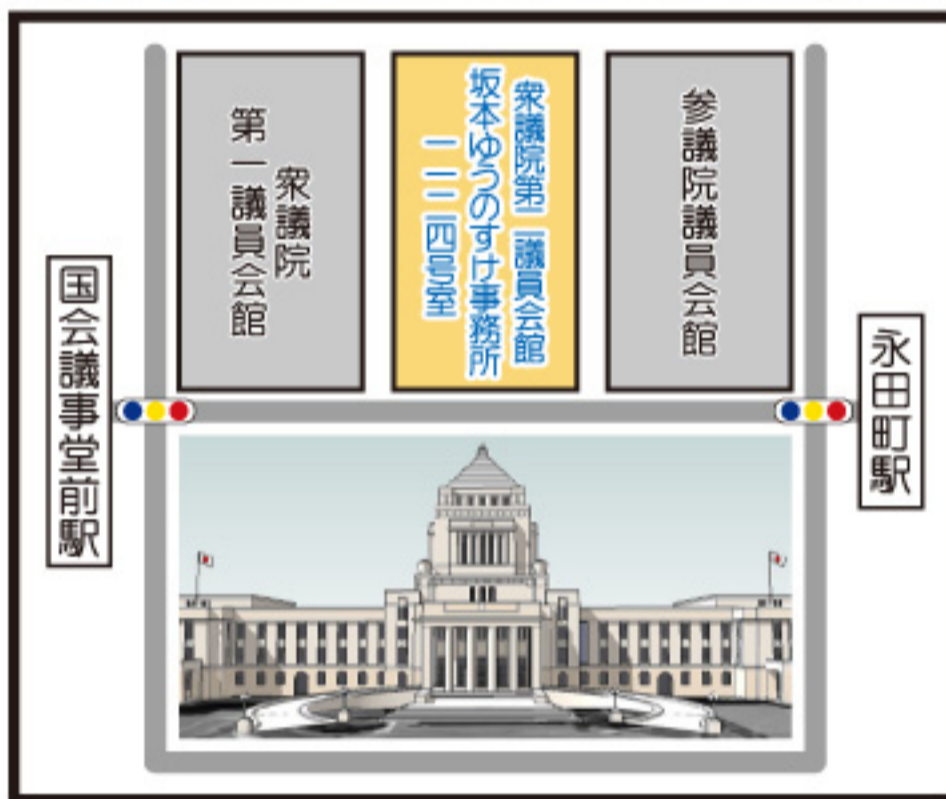 永田町駅
参議院議員会館
衆議院第二議員会館
坂本ゆうのすけ事務所
一一二四号室
衆議院
第一議員会館
国会議事堂前駅